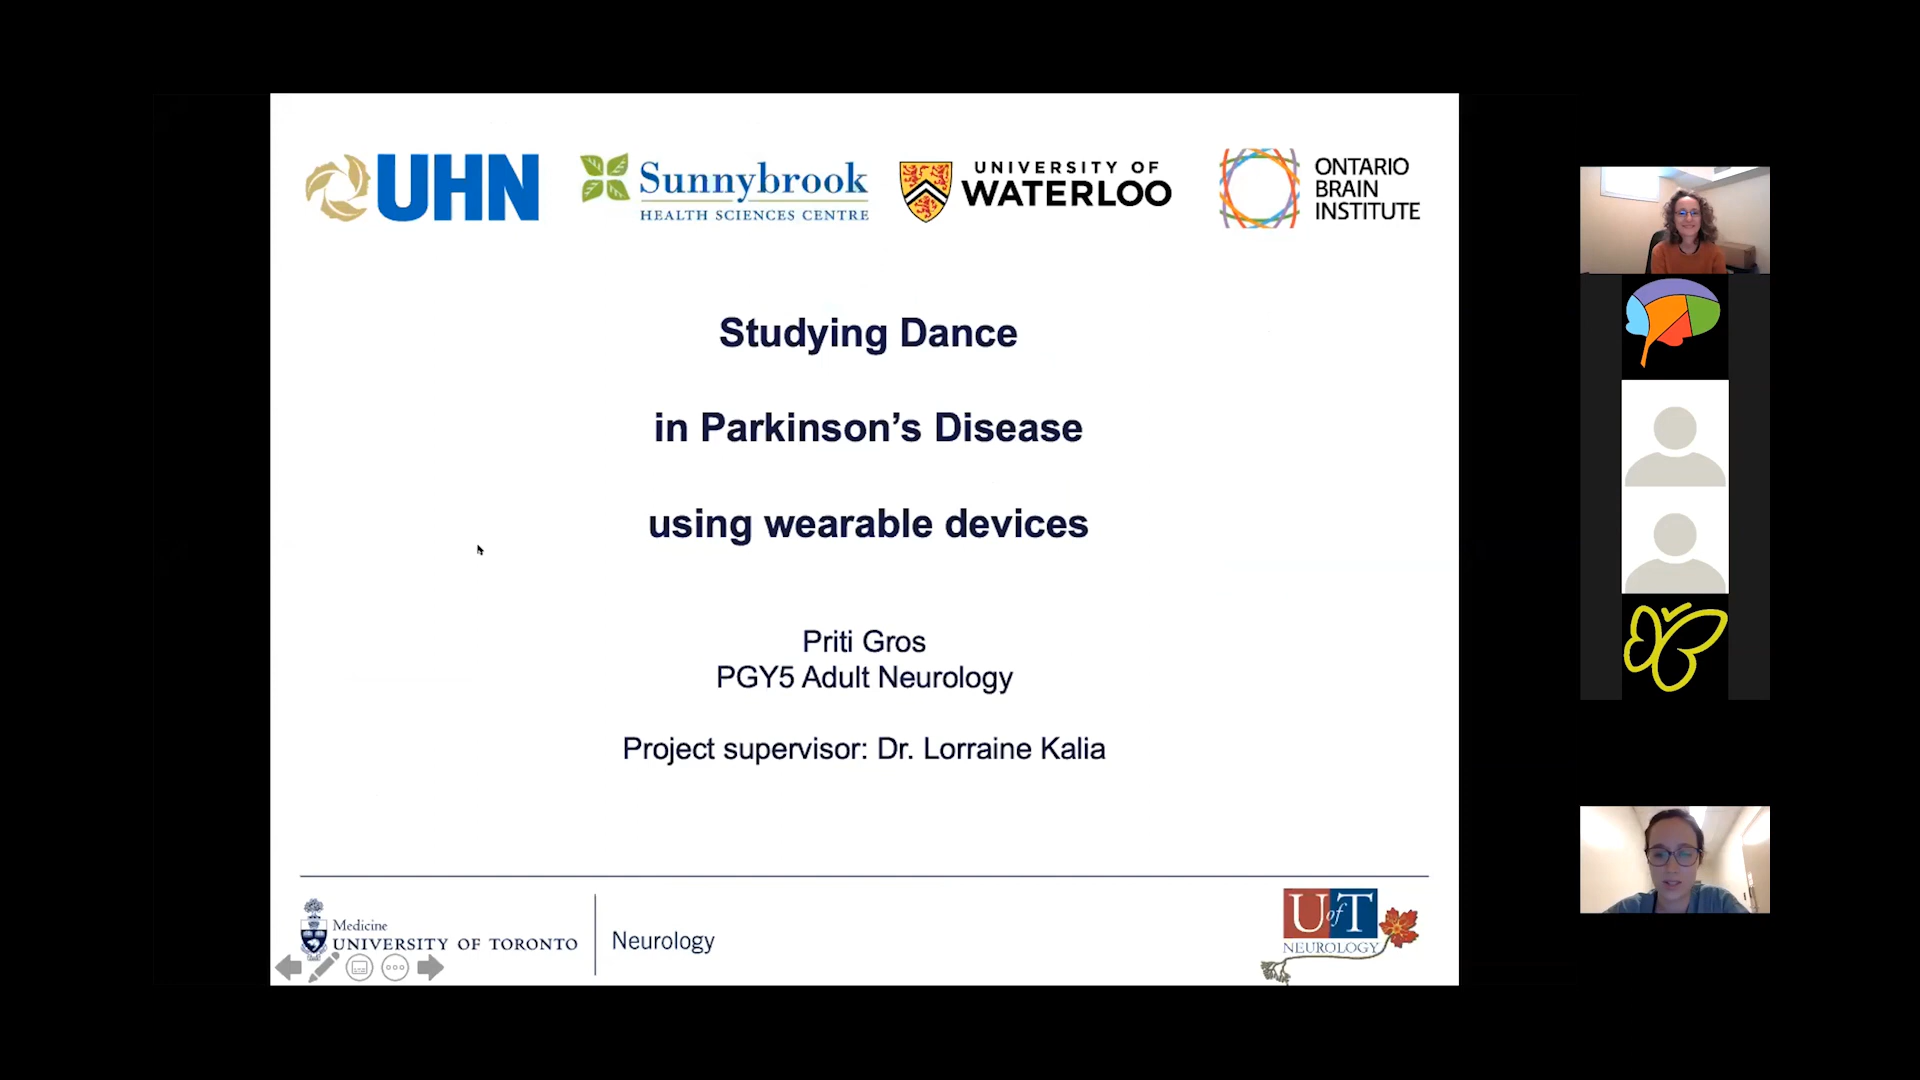 UHN
Sunnybrook
HEALTH SCIENCES CENTRE
UNIVERSITY OF
WATERLOO
ONTARIO
BRAIN
INSTITUTE
Studying Dance
in Parkinson’s Disease
using wearable devices
Priti Gros
PGY5 Adult Neurology
Project supervisor: Dr. Lorraine Kalia
Medicine
UNIVERSITY OF TORONTO
Neurology
UofT
NEUROLOGY